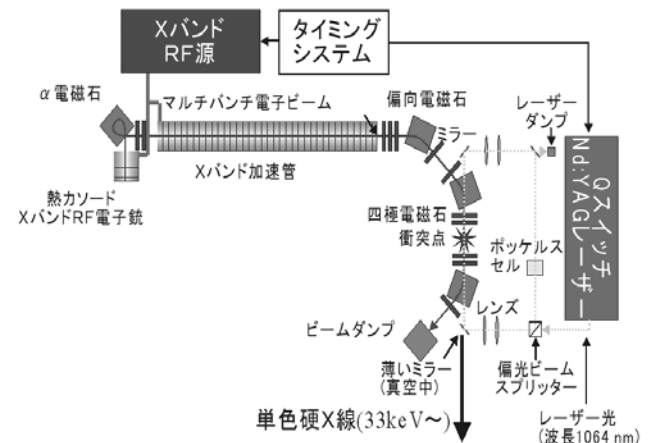 Xバンド
RF源
タイミング
システム
α電磁石
マルチバンチ電子ビーム
偏向電磁石
レーザー
ダンプ
ミラー
Xバンド加速管
熱カソード
XバンドRF電子銃
四極電磁石
衝突点
ポッケルス
セル
Qスイッチ
Nd:YAGレーザー
レンズ
ビームダンプ
薄いミラー
(真空中)
偏光ビーム
スプリッター
単色硬X線(33keV～)
レーザー光
(波長1064 nm)